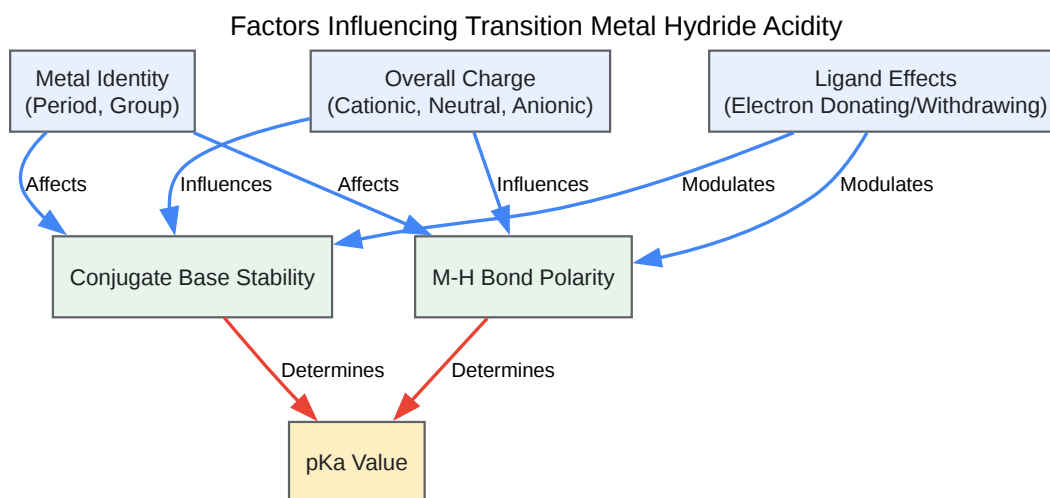 Factors Influencing Transition Metal Hydride Acidity
Metal Identity
(Period, Group)
Overall Charge
(Cationic, Neutral, Anionic)
Ligand Effects
(Electron Donating/Withdrawing)
Affects
Influences
Affects
Influences
Modulates
Modulates
Conjugate Base Stability
M-H Bond Polarity
Determines
Determines
pKa Value